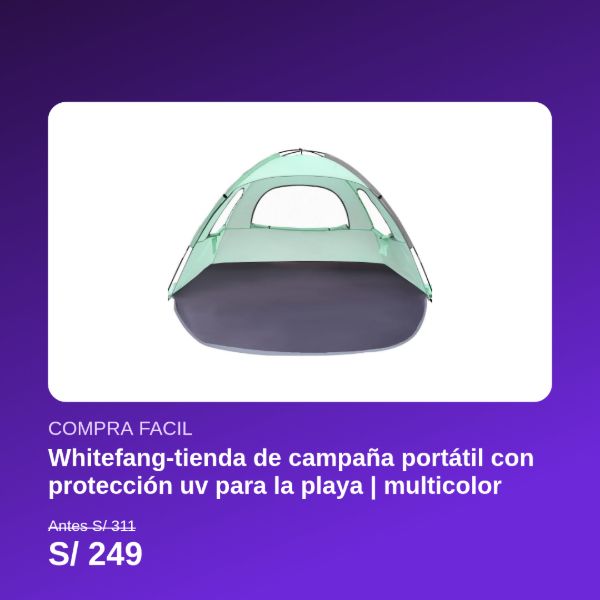 COMPRA FACIL
Whitefang-tienda de campaña portátil con
protección uv para la playa | multicolor
Antes S/ 311
S/ 249